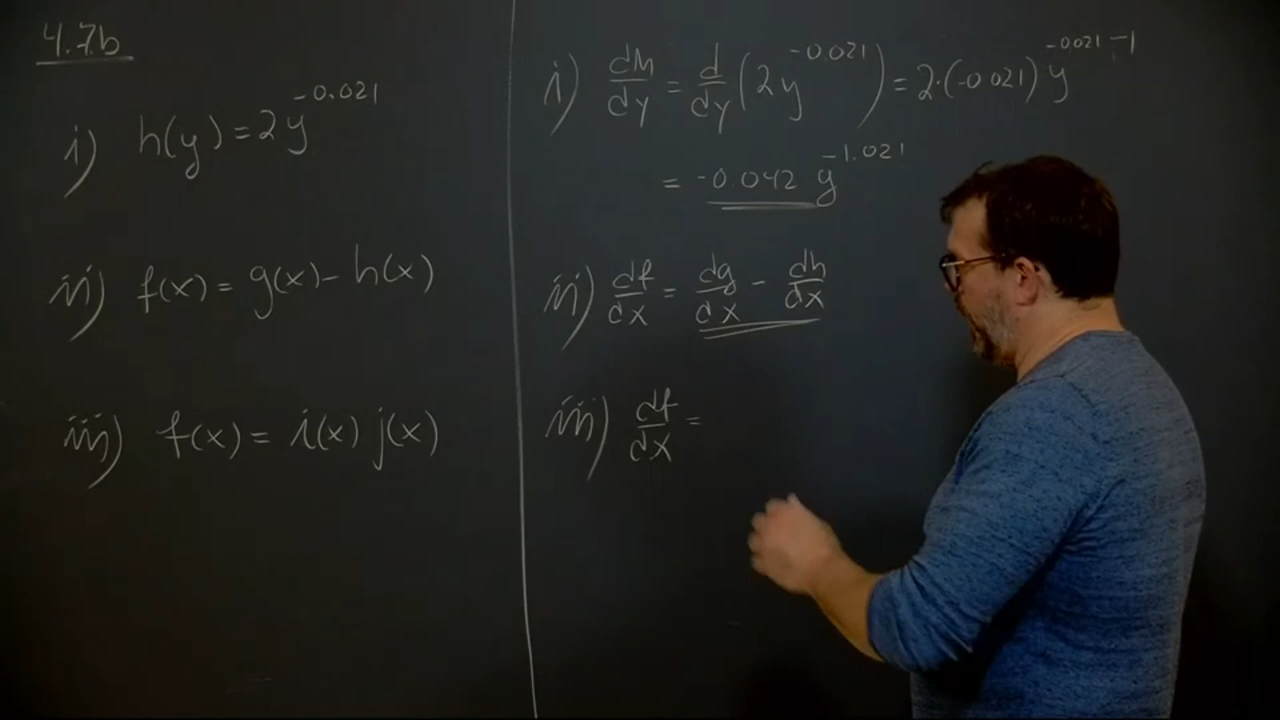 4.7b
i) h(y) = 2y^-0.021
ii) f(x) = g(x) - h(x)
iii) f(x) = i(x) j(x)
i) dh/dy = d/dy (2y^-0.021) = 2·(-0.021) y^-0.021-1
= -0.042 y^-1.021
ii) df/dx = dg/dx - dh/dx
iii) df/dx =